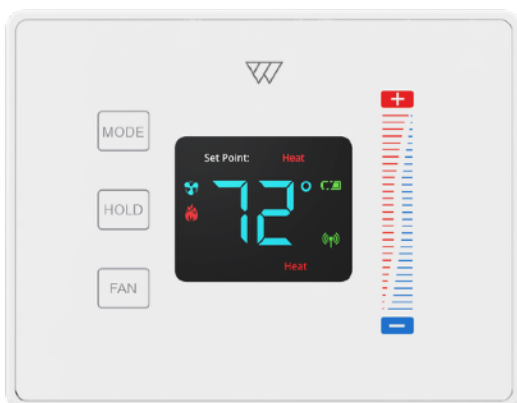 MODE
HOLD
FAN
Set Point: Heat
72°
Heat
+
−